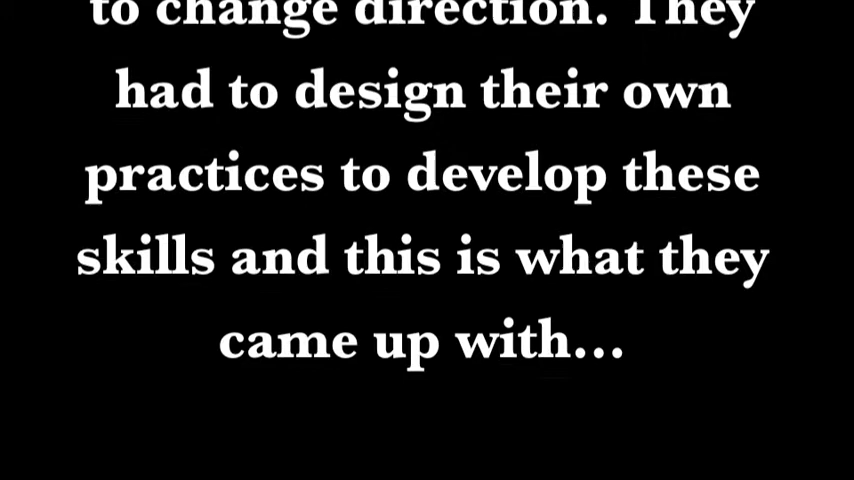 to change direction. They
had to design their own
practices to develop these
skills and this is what they
came up with...